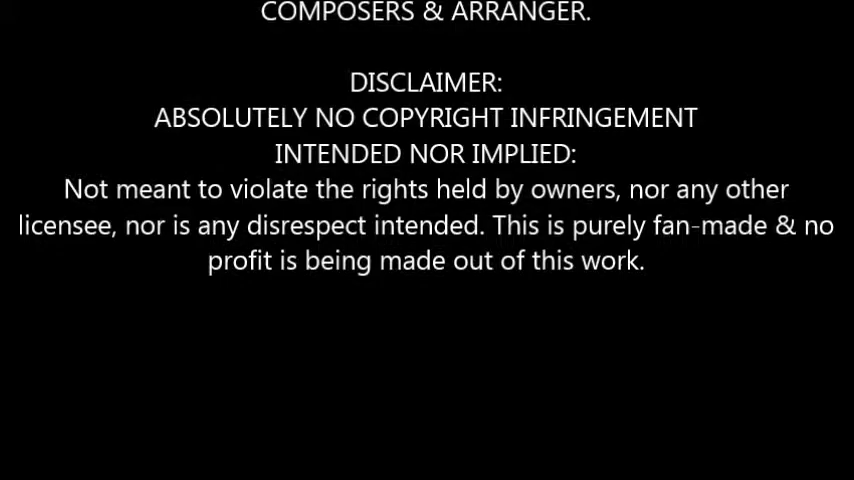 COMPOSERS & ARRANGER.
DISCLAIMER:
ABSOLUTELY NO COPYRIGHT INFRINGEMENT
INTENDED NOR IMPLIED:
Not meant to violate the rights held by owners, nor any other
licensee, nor is any disrespect intended. This is purely fan-made & no
profit is being made out of this work.